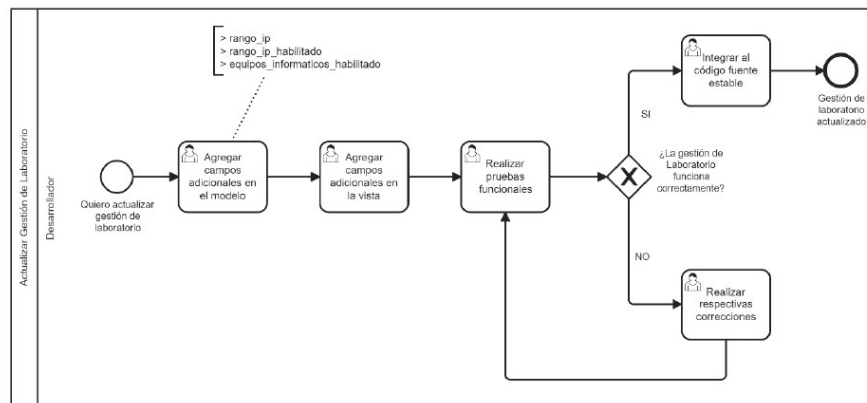 Actualizar Gestión de Laboratorio
Desarrollador
> rango_ip
> rango_ip_habilitado
> equipos_informaticos_habilitado
Quiero actualizar
gestión de
laboratorio
Agregar
campos
adicionales en
el modelo
Agregar
campos
adicionales en
la vista
Realizar
pruebas
funcionales
¿La gestión de
Laboratorio
funciona
correctamente?
SI
Integrar al
código fuente
estable
Gestión de
laboratorio
actualizado
NO
Realizar
respectivas
correcciones